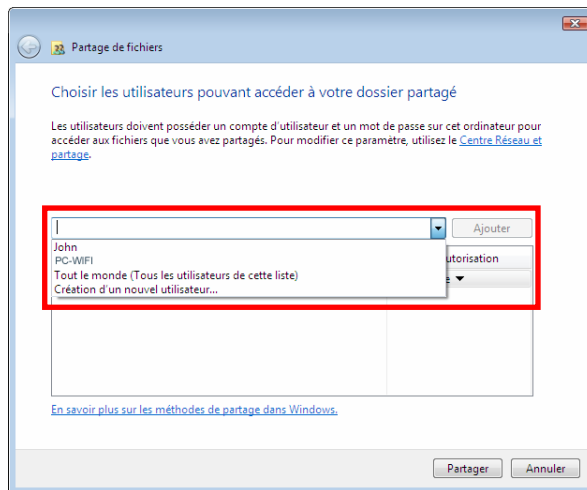 Partage de fichiers
Choisir les utilisateurs pouvant accéder à votre dossier partagé
Les utilisateurs doivent posséder un compte d'utilisateur et un mot de passe sur cet ordinateur pour
accéder aux fichiers que vous avez partagés. Pour modifier ce paramètre, utilisez le Centre Réseau et
partage.
Ajouter
John
PC-WIFI
Tout le monde (Tous les utilisateurs de cette liste)
Création d'un nouvel utilisateur...
utorisation
En savoir plus sur les méthodes de partage dans Windows.
Partager Annuler